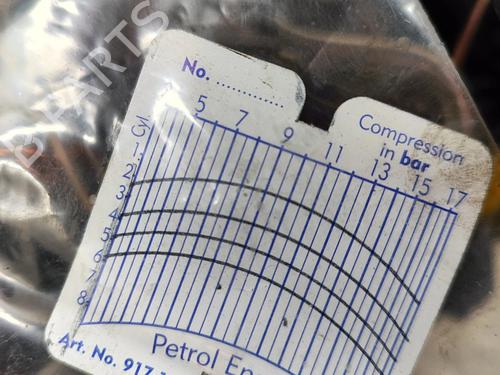 No. ..............
Compression
in bar
5 7 9 11 13 15 17
Cyl.
1
2
3
4
5
6
7
8
Petrol En
Art. No. 917.
B PARTS